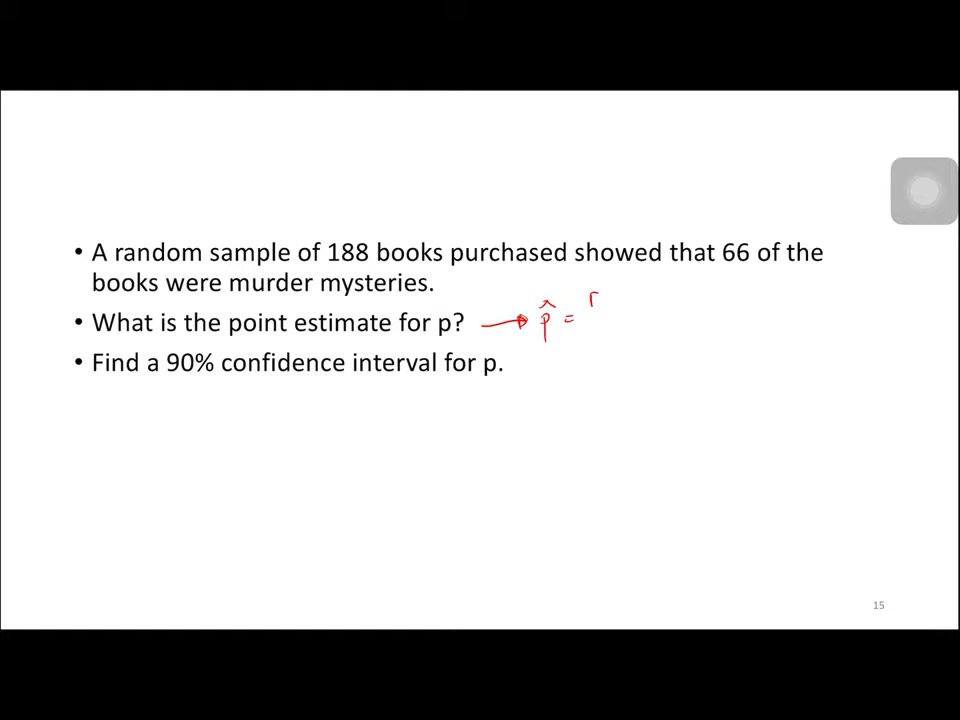 • A random sample of 188 books purchased showed that 66 of the
books were murder mysteries.
• What is the point estimate for p? → p̂ = r
• Find a 90% confidence interval for p.
15